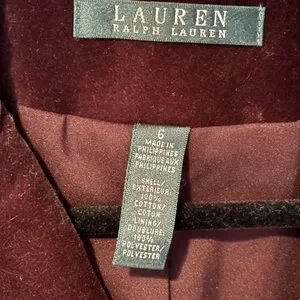 LAUREN
RALPH LAUREN
6
MADE IN
PHILIPPINES
FABRIQUE AUX
PHILIPPINES
SHELL/
EXTERIEUR:
100%
COTTON/
COTON
LINING/
DOUBLURE:
100%
POLYESTER/
POLYESTER